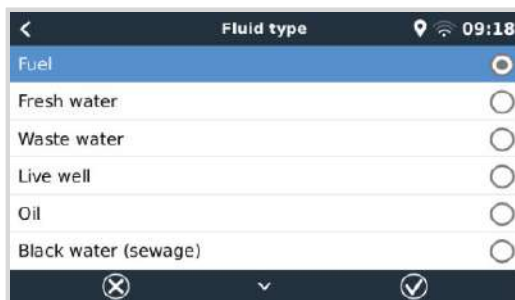 Fluid type
09:18
Fuel
Fresh water
Waste water
Live well
Oil
Black water (sewage)